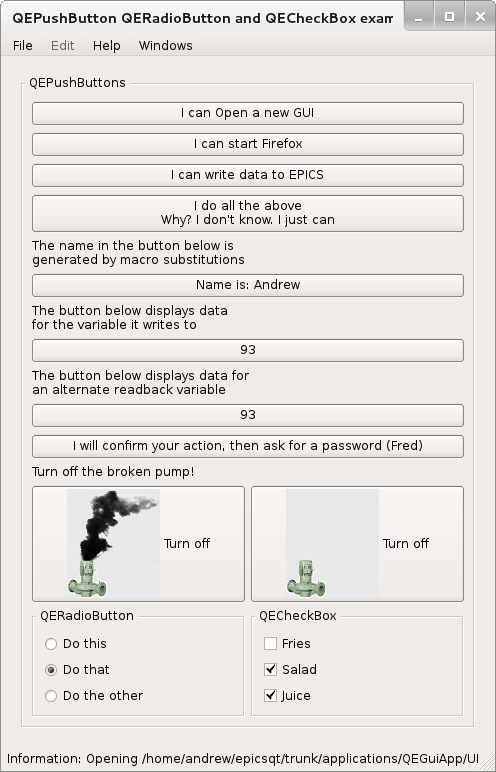 QEPushButton QERadioButton and QECheckBox exam
File Edit Help Windows
QEPushButtons
I can Open a new GUI
I can start Firefox
I can write data to EPICS
I do all the above
Why? I don't know. I just can
The name in the button below is
generated by macro substitutions
Name is: Andrew
The button below displays data
for the variable it writes to
93
The button below displays data for
an alternate readback variable
93
I will confirm your action, then ask for a password (Fred)
Turn off the broken pump!
Turn off
Turn off
QERadioButton
Do this
Do that
Do the other
QECheckBox
Fries
Salad
Juice
Information: Opening /home/andrew/epicsqt/trunk/applications/QEGuiApp/UI